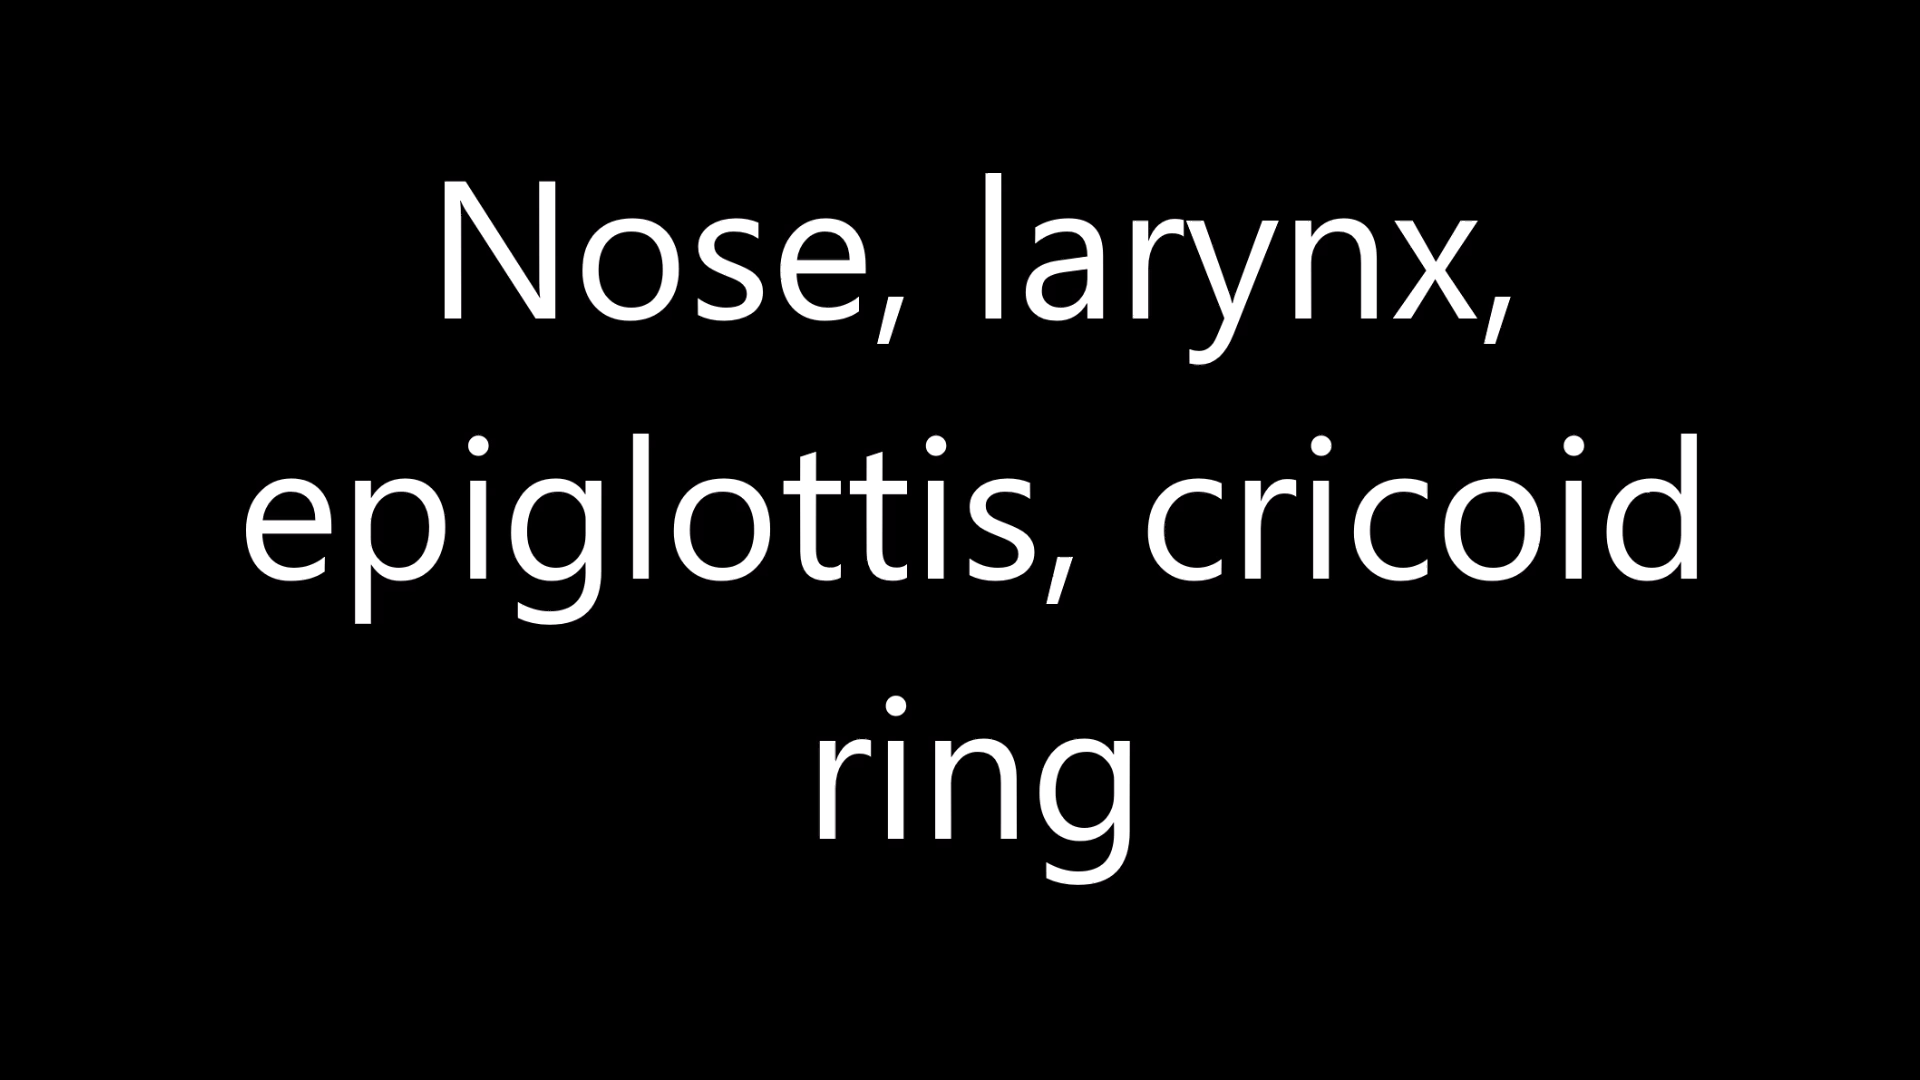 Nose, larynx,
epiglottis, cricoid
ring